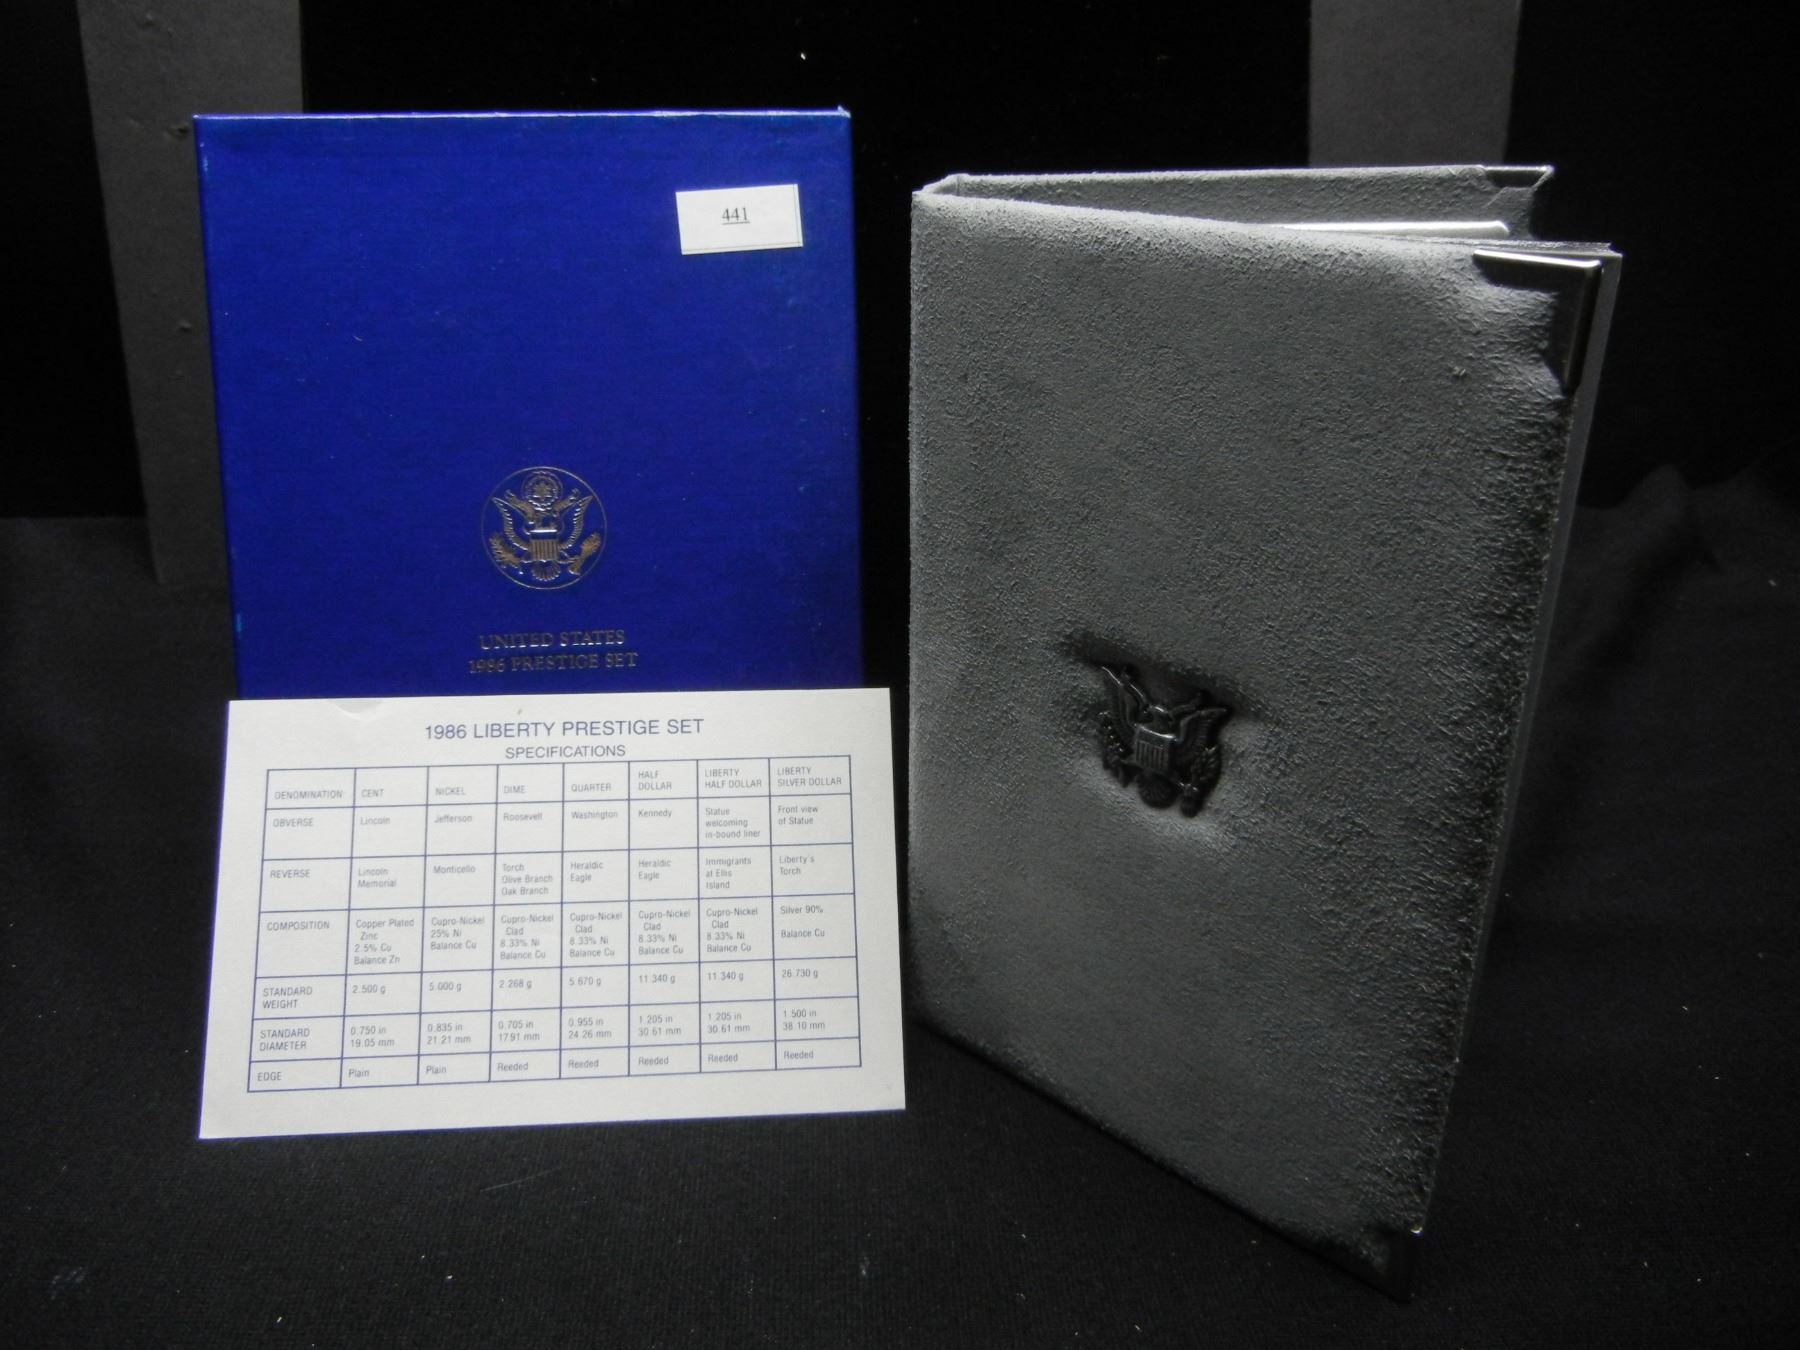 441
UNITED STATES
1986 PRESTIGE SET
1986 LIBERTY PRESTIGE SET
SPECIFICATIONS
DENOMINATION CENT NICKEL DIME QUARTER HALF DOLLAR LIBERTY HALF DOLLAR LIBERTY SILVER DOLLAR
OBVERSE Lincoln Jefferson Roosevelt Washington Kennedy Statue welcoming in-bound liner Front view of Statue
REVERSE Lincoln Memorial Monticello Torch Olive Branch Oak Branch Heraldic Eagle Heraldic Eagle Immigrants at Ellis Island Liberty's Torch
COMPOSITION Copper Plated Zinc 2.5% Cu Balance Zn Cupro-Nickel 25% Ni Balance Cu Cupro-Nickel Clad 8.33% Ni Balance Cu Cupro-Nickel Clad 8.33% Ni Balance Cu Cupro-Nickel Clad 8.33% Ni Balance Cu Cupro-Nickel Clad 8.33% Ni Balance Cu Silver 90% Balance Cu
STANDARD WEIGHT 2.500 g 5.000 g 2.268 g 5.670 g 11.340 g 11.340 g 26.730 g
STANDARD DIAMETER 0.750 in 19.05 mm 0.835 in 21.21 mm 0.705 in 17.91 mm 0.955 in 24.26 mm 1.205 in 30.61 mm 1.205 in 30.61 mm 1.500 in 38.10 mm
EDGE Plain Plain Reeded Reeded Reeded Reeded Reeded